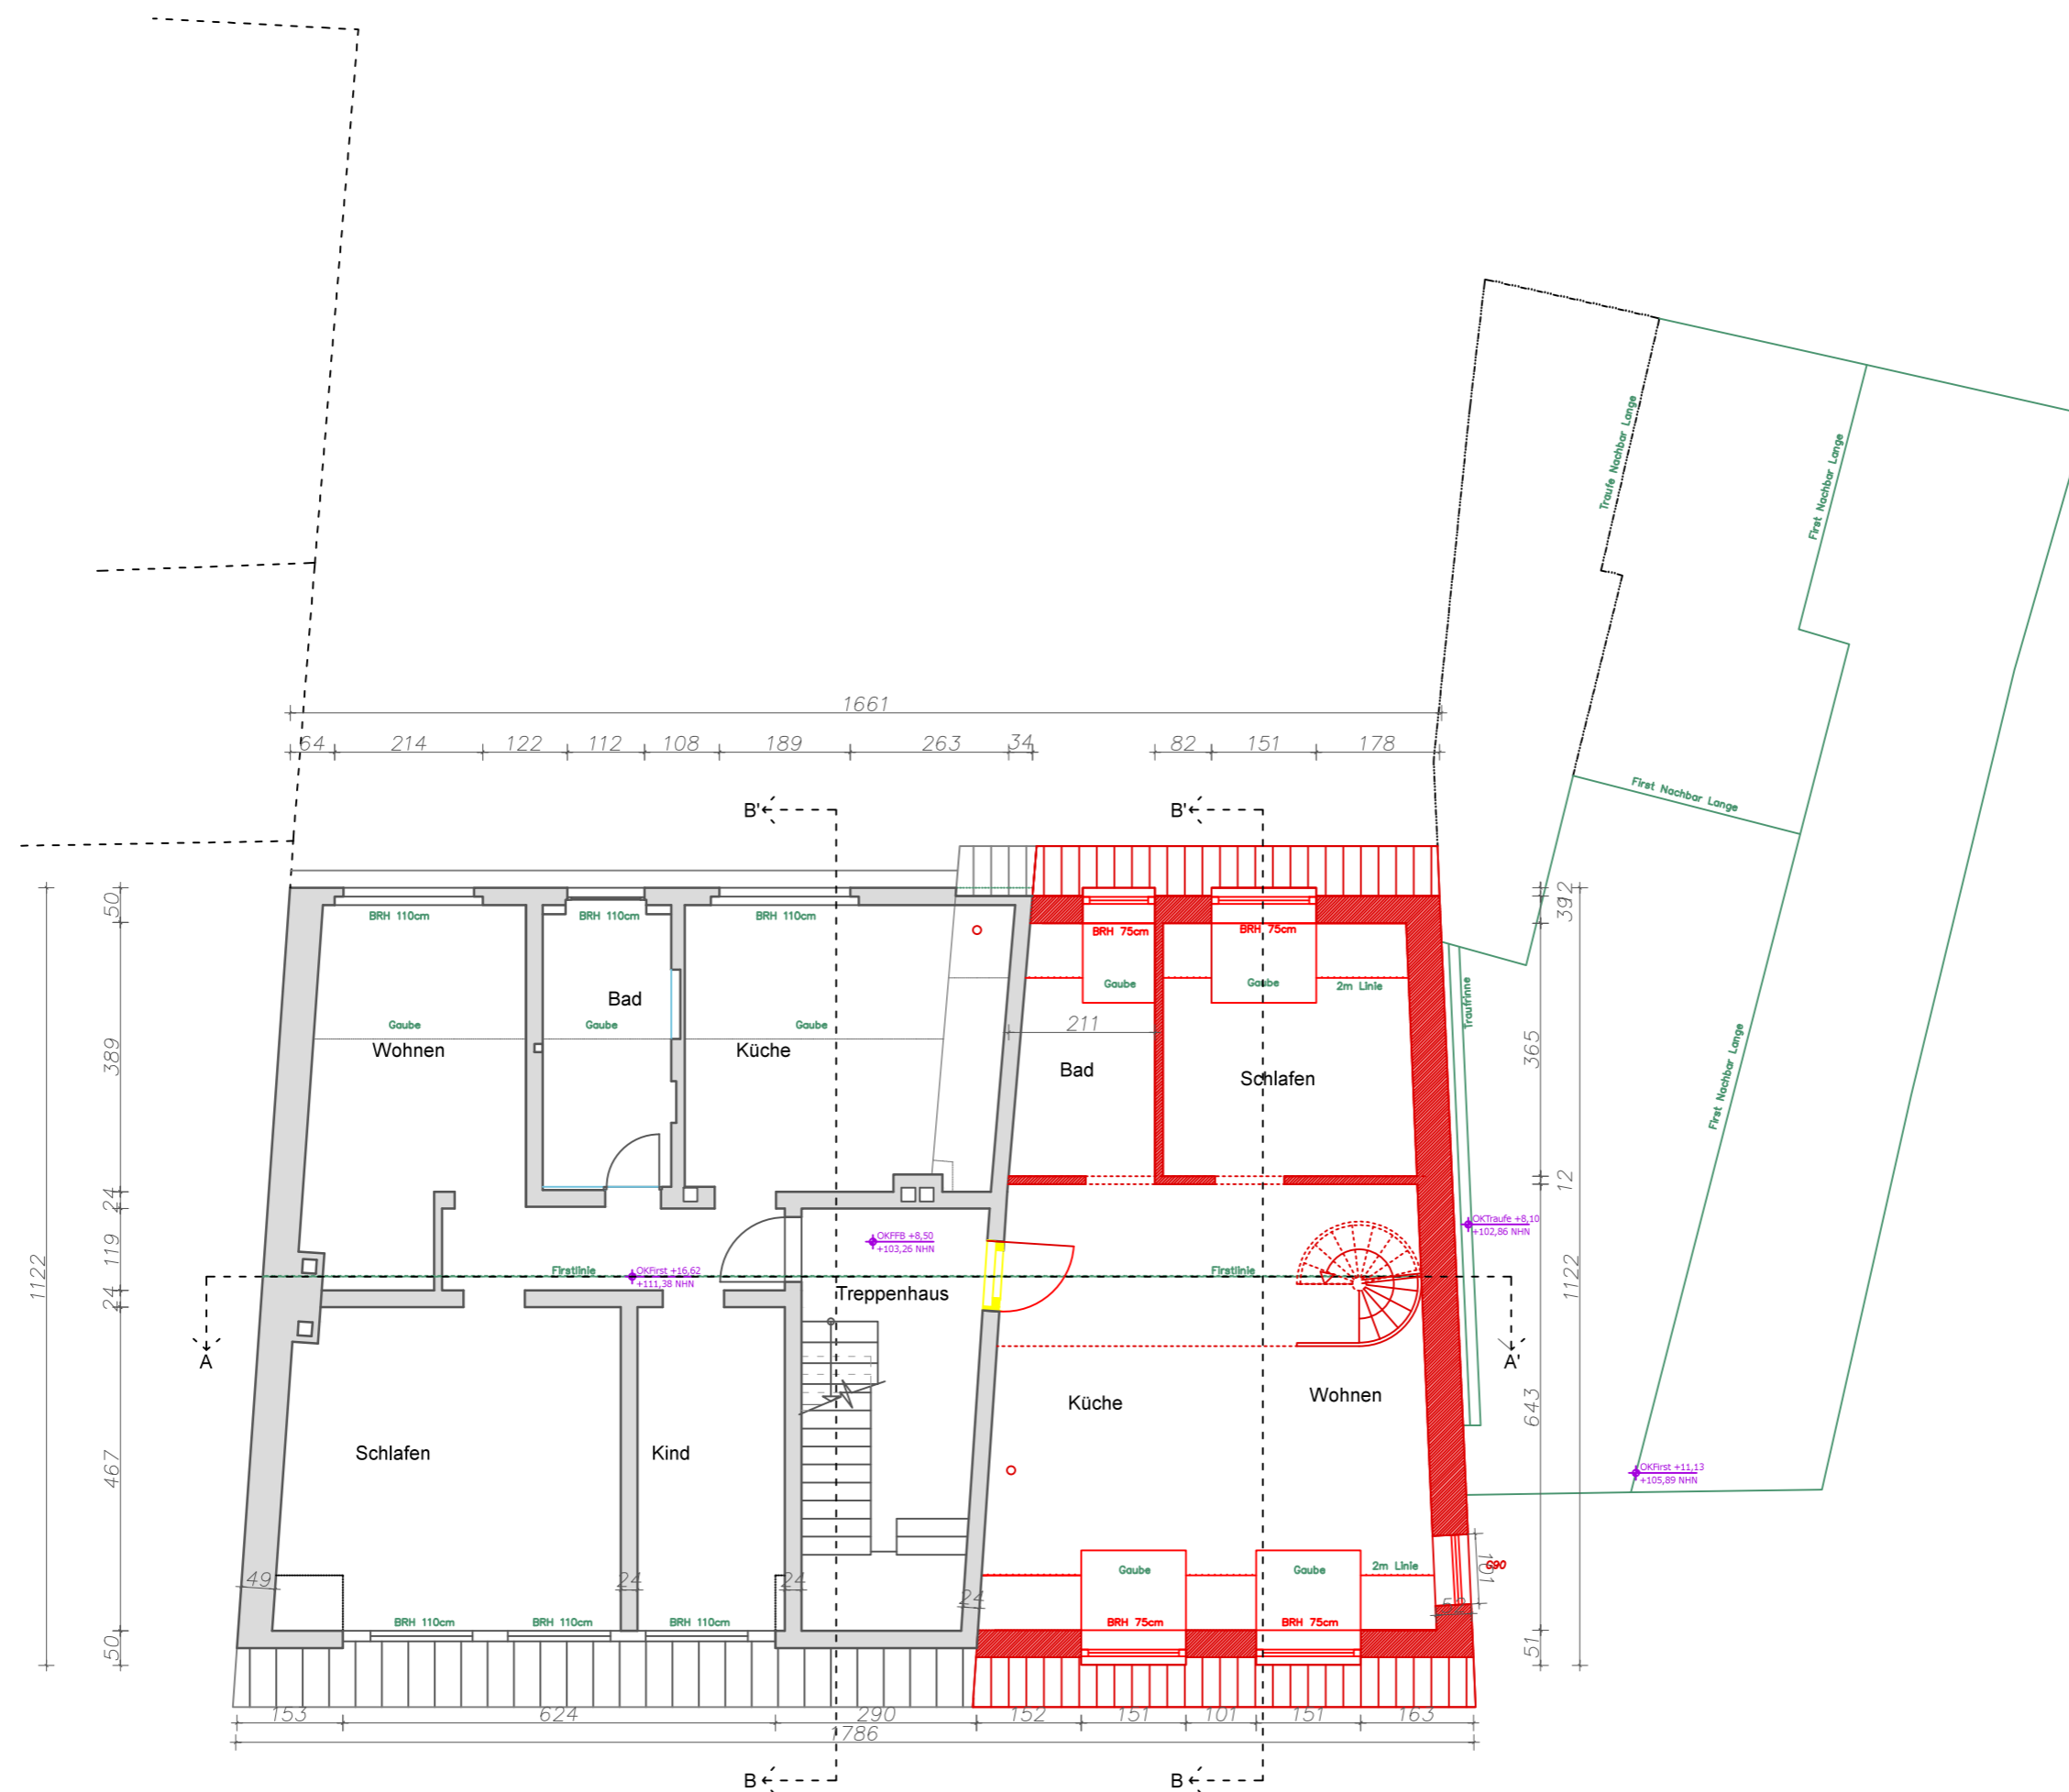 Traufe Nachbar Lange
First Nachbar Lange
1661
64
214
122
112
108
189
263
34
82
151
178
First Nachbar Lange
B'
B'
50
BRH 110cm
BRH 110cm
BRH 110cm
BRH 75cm
BRH 75cm
12
39
Gaube
Gaube
2m Linie
Traufrinne
Bad
Gaube
Gaube
Gaube
211
389
Wohnen
Küche
Bad
Schlafen
365
First Nachbar Lange
24
12
119
OKFFB +8,50
+103,26 NHN
OKTraufe +8,10
+102,86 NHN
1122
Firstlinie
OKFirst +16,62
+111,38 NHN
Firstlinie
1122
24
Treppenhaus
A
A'
Küche
Wohnen
643
467
Schlafen
Kind
OKFirst +11,13
+105,89 NHN
49
24
24
24
Gaube
Gaube
2m Linie
G90
101
BRH 110cm
BRH 110cm
BRH 110cm
BRH 75cm
BRH 75cm
50
51
153
624
290
152
151
101
151
163
1786
B
B